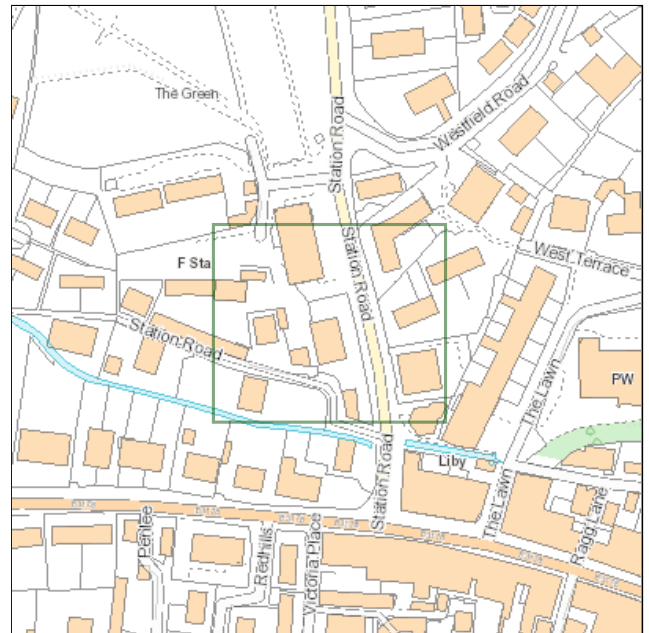 The Green
Station Road
Westfield Road
Station Road
F Sta
West Terrace
Station Road
The Lawn
PW
Liby
Station Road
The Lawn
Ragg Lane
Penlee
Redhills
Victoria Place